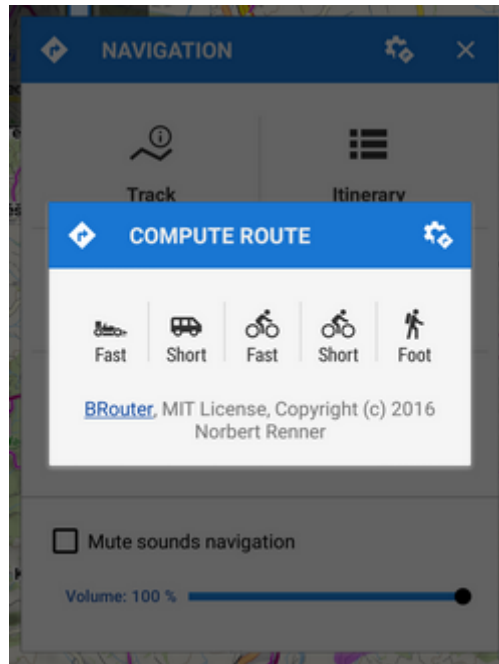 NAVIGATION
Track Itinerary
COMPUTE ROUTE
Fast Short Fast Short Foot
BRouter, MIT License, Copyright (c) 2016
Norbert Renner
Mute sounds navigation
Volume: 100 %